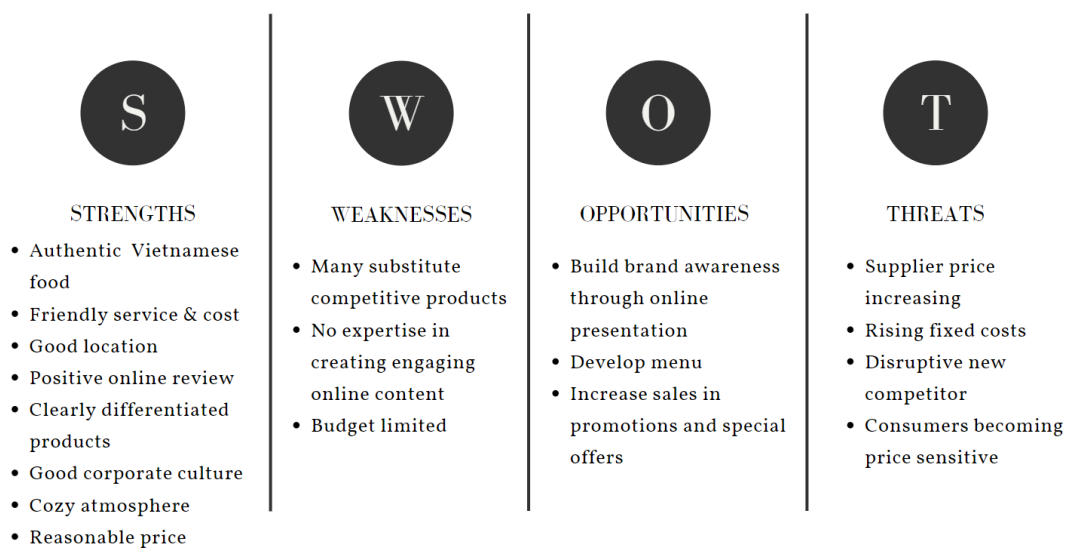 S
STRENGTHS
• Authentic Vietnamese
food
• Friendly service & cost
• Good location
• Positive online review
• Clearly differentiated
products
• Good corporate culture
• Cozy atmosphere
• Reasonable price
W
WEAKNESSES
• Many substitute
competitive products
• No expertise in
creating engaging
online content
• Budget limited
O
OPPORTUNITIES
• Build brand awareness
through online
presentation
• Develop menu
• Increase sales in
promotions and special
offers
T
THREATS
• Supplier price
increasing
• Rising fixed costs
• Disruptive new
competitor
• Consumers becoming
price sensitive